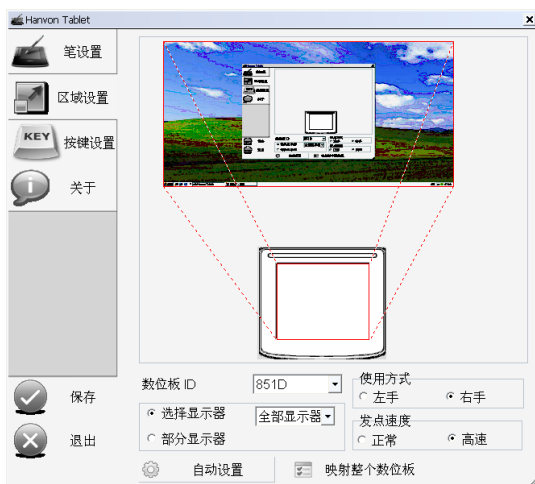 Hanvon Tablet
笔设置
区域设置
KEY
按键设置
关于
保存
退出
数位板 ID
851D
选择显示器
全部显示器
部分显示器
使用方式
左手
右手
发点速度
正常
高速
自动设置
映射整个数位板